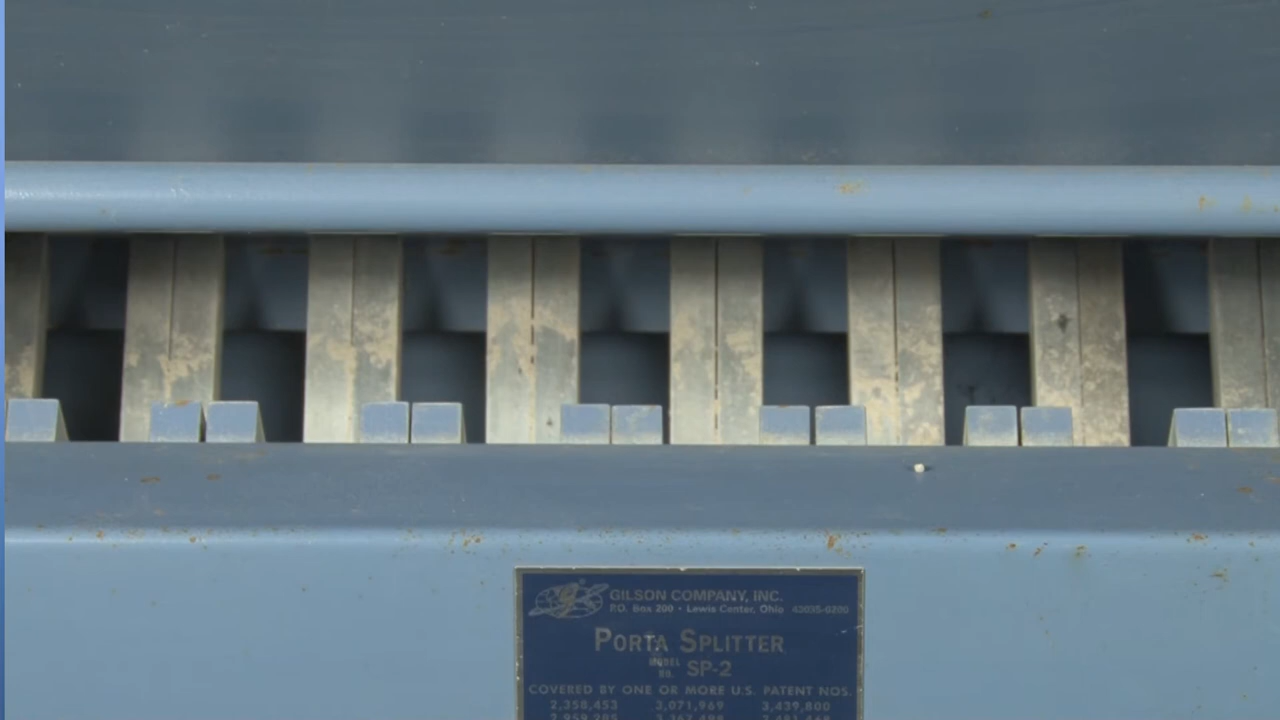 GILSON COMPANY, INC.
P.O. Box 200 • Lewis Center, Ohio 43035-0200
PORTA SPLITTER
MODEL NO. SP-2
COVERED BY ONE OR MORE U.S. PATENT NOS.
2,358,453 3,071,969 3,439,800